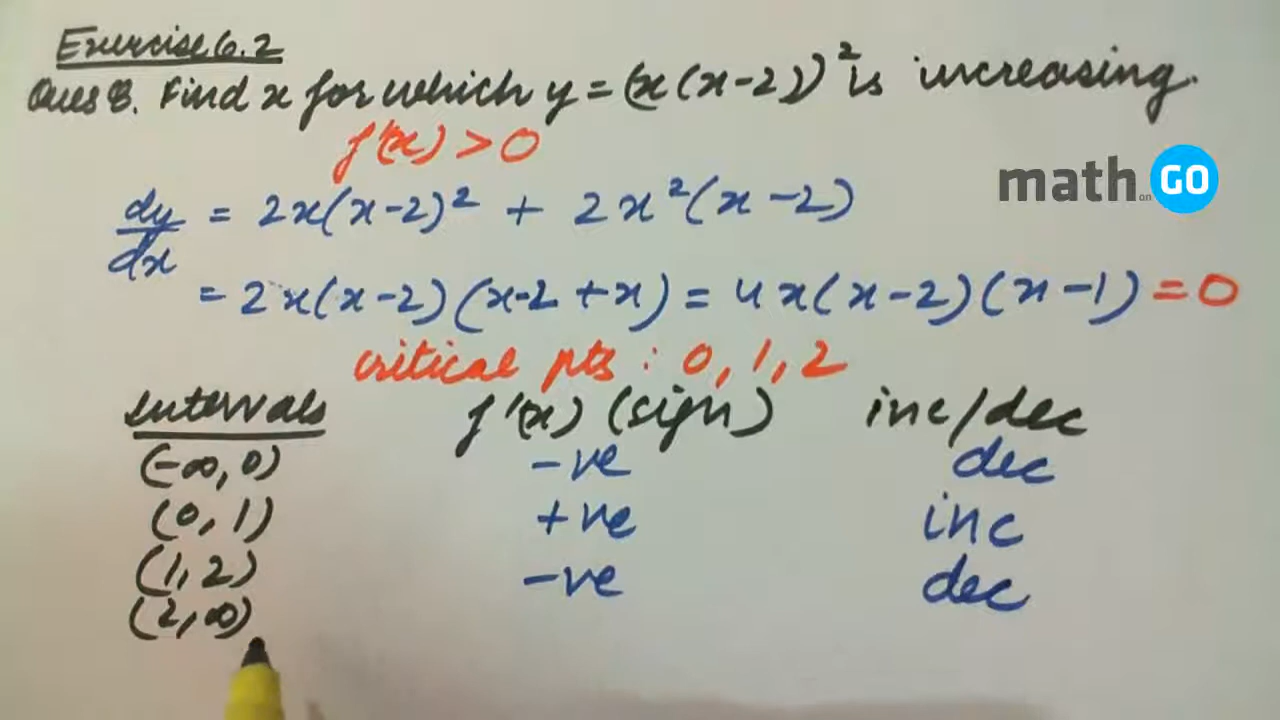 Exercise 6.2
Ques 8. Find x for which y = (x(x-2))² is increasing.
f'(x) > 0
math on GO
dy/dx = 2x(x-2)² + 2x²(x-2)
= 2x(x-2)(x-2+x) = 4x(x-2)(x-1) = 0
critical pts : 0, 1, 2
Intervals f'(x) (sign) inc/dec
(-∞, 0) -ve dec
(0, 1) +ve inc
(1, 2) -ve dec
(2, ∞)